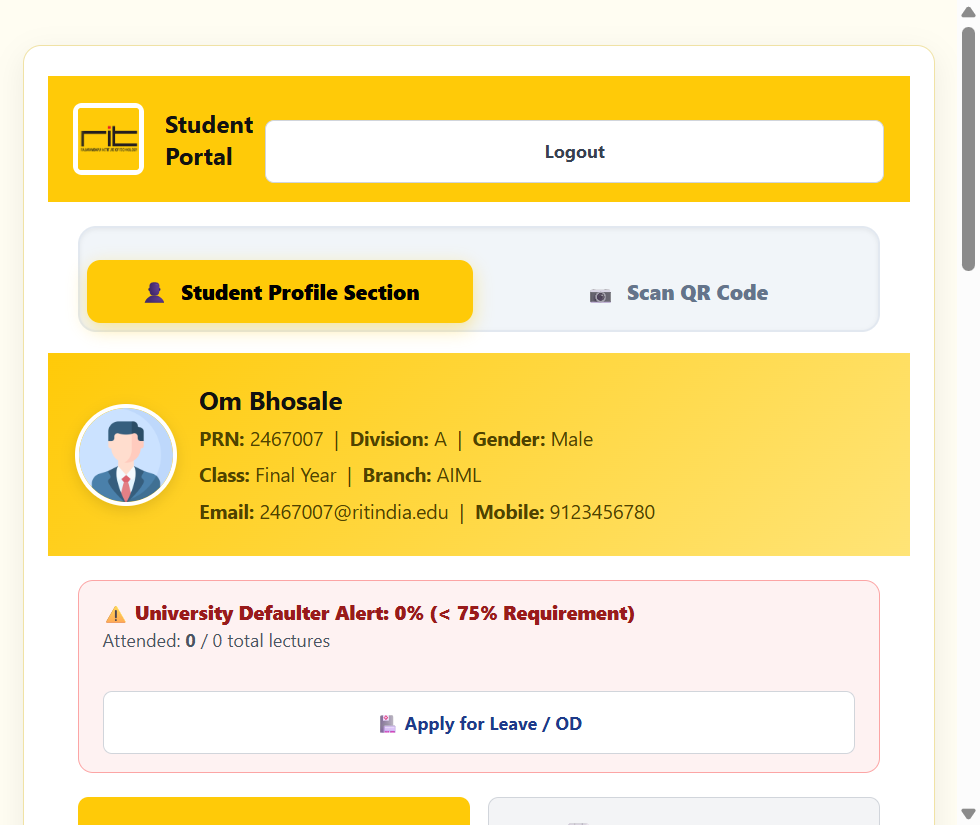 rit
Student
Portal
Logout
Student Profile Section
Scan QR Code
Om Bhosale
PRN: 2467007 | Division: A | Gender: Male
Class: Final Year | Branch: AIML
Email: 2467007@ritindia.edu | Mobile: 9123456780
University Defaulter Alert: 0% (< 75% Requirement)
Attended: 0 / 0 total lectures
Apply for Leave / OD